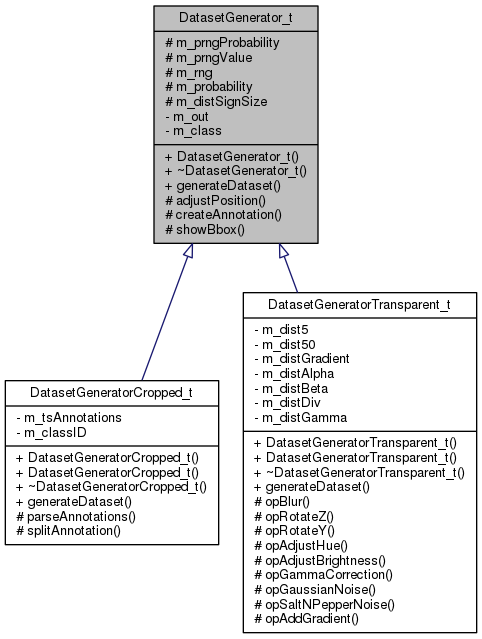 DatasetGenerator_t
# m_prngProbability
# m_prngValue
# m_rng
# m_probability
# m_distSignSize
- m_out
- m_class
+ DatasetGenerator_t()
+ ~DatasetGenerator_t()
+ generateDataset()
# adjustPosition()
# createAnnotation()
# showBbox()
DatasetGeneratorCropped_t
- m_tsAnnotations
- m_classID
+ DatasetGeneratorCropped_t()
+ DatasetGeneratorCropped_t()
+ ~DatasetGeneratorCropped_t()
+ generateDataset()
# parseAnnotations()
# splitAnnotation()
DatasetGeneratorTransparent_t
- m_dist5
- m_dist50
- m_distGradient
- m_distAlpha
- m_distBeta
- m_distDiv
- m_distGamma
+ DatasetGeneratorTransparent_t()
+ DatasetGeneratorTransparent_t()
+ ~DatasetGeneratorTransparent_t()
+ generateDataset()
# opBlur()
# opRotateZ()
# opRotateY()
# opAdjustHue()
# opAdjustBrightness()
# opGammaCorrection()
# opGaussianNoise()
# opSaltNPepperNoise()
# opAddGradient()